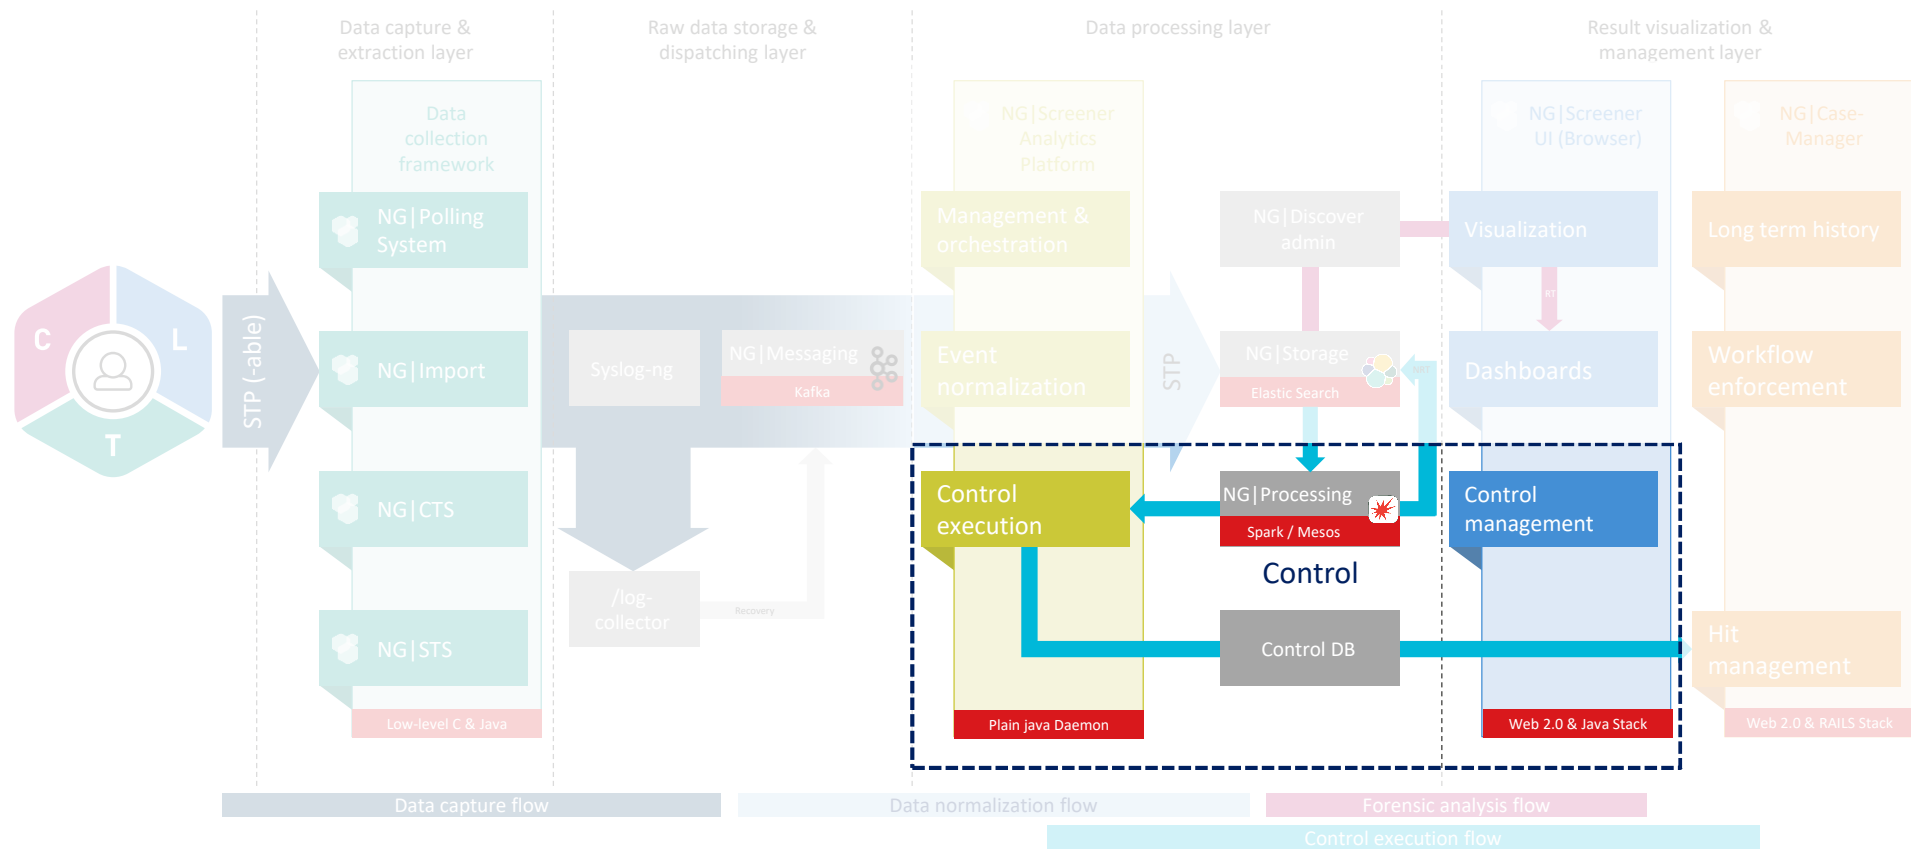 Data capture &
extraction layer
Raw data storage &
dispatching layer
Data processing layer
Result visualization &
management layer
Data
collection
framework
NG|Screener
Analytics
Platform
NG|Screener
UI (Browser)
NG|Case-
Manager
NG|Polling
System
Management &
orchestration
NG|Discover
admin
Visualization
Long term history
C
L
T
STP (-able)
NG|Import
Syslog-ng
NG|Messaging
Kafka
Event
normalization
STP
NG|Storage
Elastic Search
NRT
RT
Dashboards
Workflow
enforcement
NG|CTS
Control
execution
NG|Processing
Spark / Mesos
Control
management
Control
/log-
collector
Recovery
NG|STS
Control DB
Hit
management
Low-level C & Java
Plain java Daemon
Web 2.0 & Java Stack
Web 2.0 & RAILS Stack
Data capture flow
Data normalization flow
Forensic analysis flow
Control execution flow